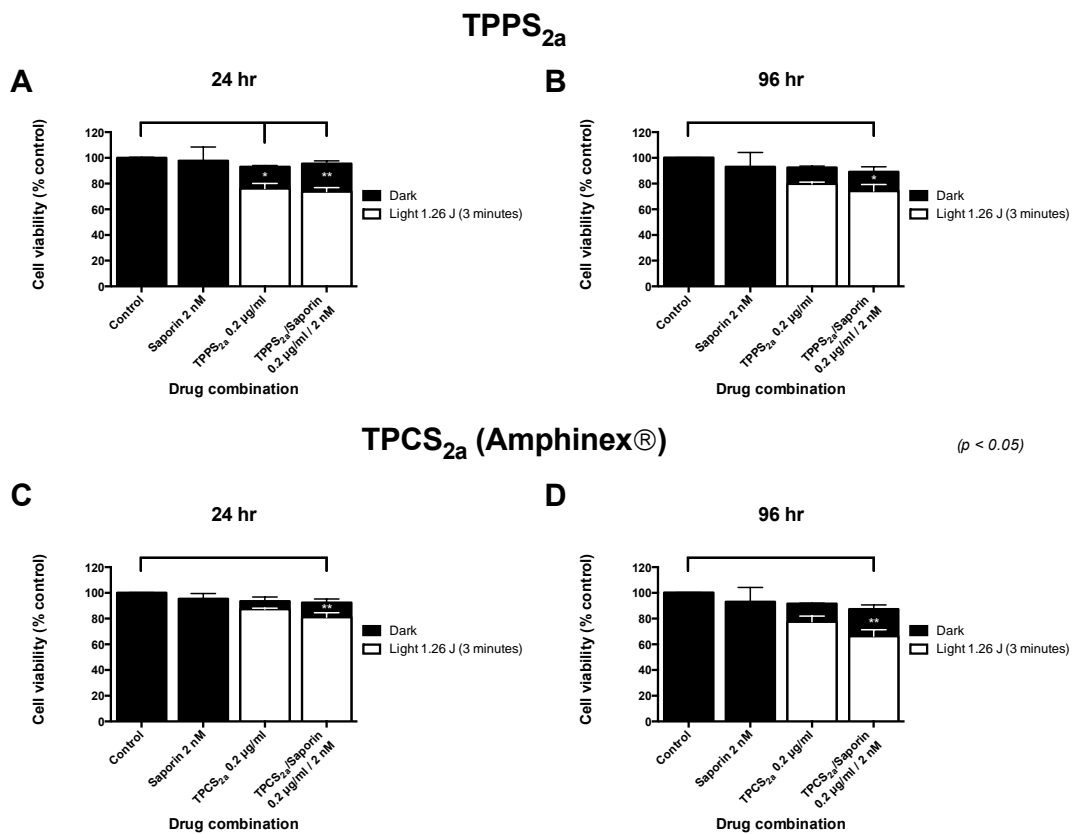 TPPS2a
A
24 hr
Cell viability (% control)
120
100
80
60
40
20
0
*
**
Control
Saporin 2 nM
TPPS2a 0.2 µg/ml
TPPS2a/Saporin
0.2 µg/ml / 2 nM
Drug combination
Dark
Light 1.26 J (3 minutes)
B
96 hr
Cell viability (% control)
120
100
80
60
40
20
0
*
Control
Saporin 2 nM
TPPS2a 0.2 µg/ml
TPPS2a/Saporin
0.2 µg/ml / 2 nM
Drug combination
Dark
Light 1.26 J (3 minutes)
TPCS2a (Amphinex®)
(p < 0.05)
C
24 hr
Cell viability (% control)
120
100
80
60
40
20
0
**
Control
Saporin 2 nM
TPCS2a 0.2 µg/ml
TPCS2a/Saporin
0.2 µg/ml / 2 nM
Drug combination
Dark
Light 1.26 J (3 minutes)
D
96 hr
Cell viability (% control)
120
100
80
60
40
20
0
**
Control
Saporin 2 nM
TPCS2a 0.2 µg/ml
TPCS2a/Saporin
0.2 µg/ml / 2 nM
Drug combination
Dark
Light 1.26 J (3 minutes)